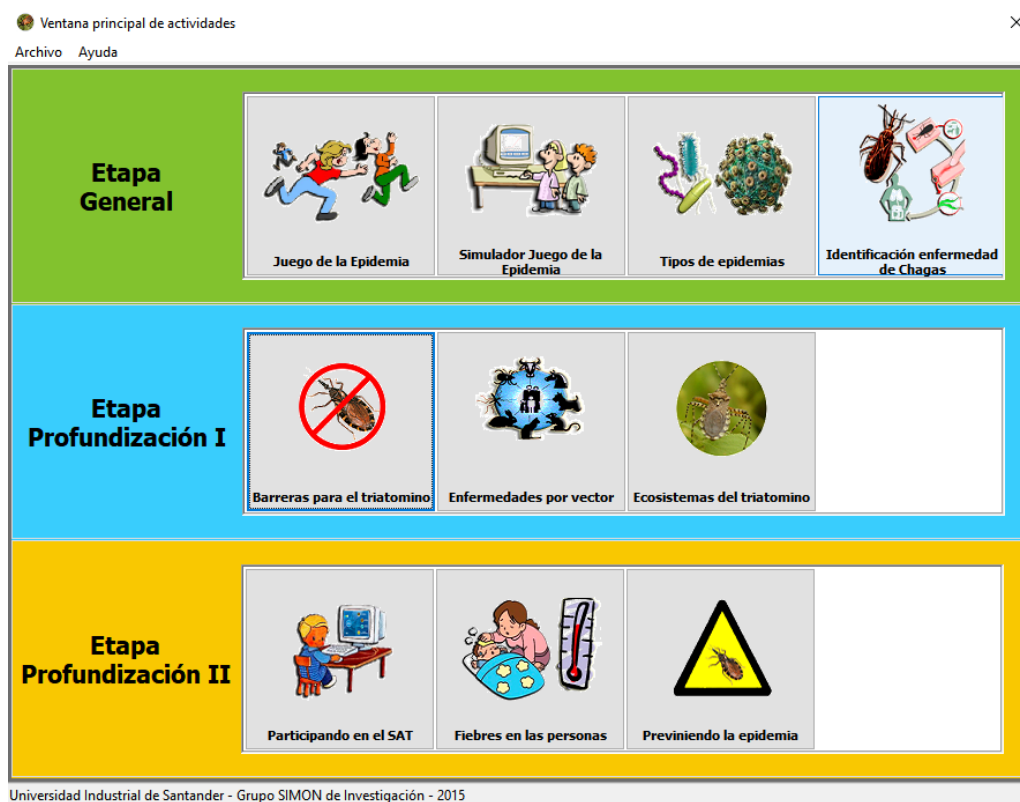 Ventana principal de actividades
Archivo Ayuda
Etapa
General
Juego de la Epidemia
Simulador Juego de la
Epidemia
Tipos de epidemias
Identificación enfermedad
de Chagas
Etapa
Profundización I
Barreras para el triatomino
Enfermedades por vector
Ecosistemas del triatomino
Etapa
Profundización II
Participando en el SAT
Fiebres en las personas
Previniendo la epidemia
Universidad Industrial de Santander - Grupo SIMON de Investigación - 2015